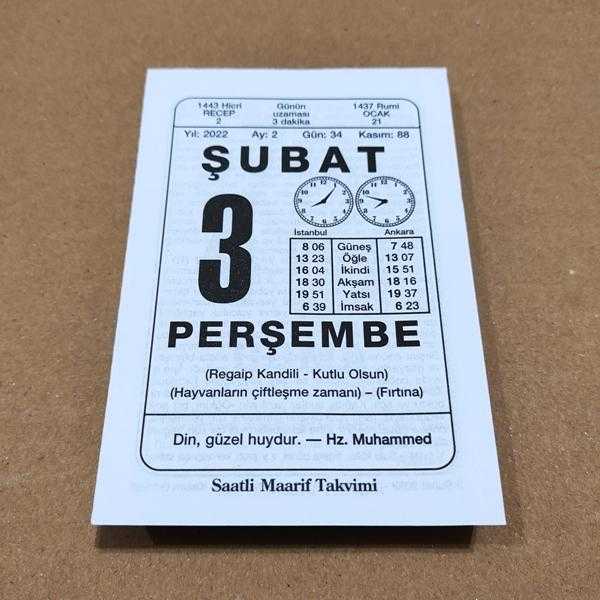 1443 Hicri Günün 1437 Rumi
RECEP uzaması OCAK
2 3 dakika 21
Yıl: 2022 Ay: 2 Gün: 34 Kasım: 88
ŞUBAT
3
İstanbul Ankara
8 06 Güneş 7 48
13 23 Öğle 13 07
16 04 İkindi 15 51
18 30 Akşam 18 16
19 51 Yatsı 19 37
6 39 İmsak 6 23
PERŞEMBE
(Regaip Kandili - Kutlu Olsun)
(Hayvanların çiftleşme zamanı) – (Fırtına)
Din, güzel huydur. — Hz. Muhammed
Saatli Maarif Takvimi